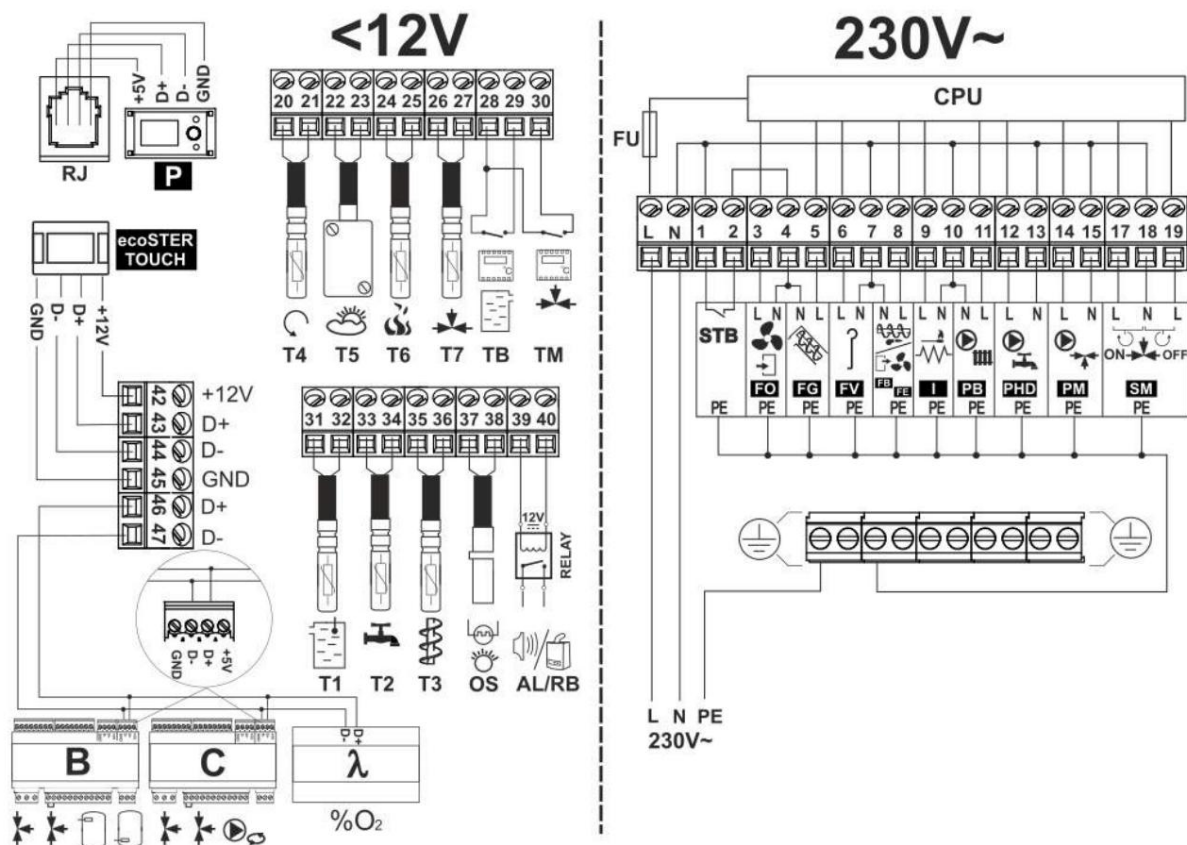 <12V
230V~
+5V
D+
D-
GND
RJ
P
ecoSTER
TOUCH
GND
D-
D+
+12V
20 21 22 23 24 25 26 27 28 29 30
°C °C
T4 T5 T6 T7 TB TM
42 +12V
43 D+
44 D-
45 GND
46 D+
47 D-
31 32 33 34 35 36 37 38 39 40
12V
RELAY
T1 T2 T3 OS AL/RB
GND
D-
D+
+5V
B
C
- +
λ
%O₂
CPU
FU
L N 1 2 3 4 5 6 7 8 9 10 11 12 13 14 15 17 18 19
L N L L N L L N L L N L N L N
STB
ON OFF
FO FG FV FB FE I PB PHD PM SM
PE PE PE PE PE PE PE PE PE
L N PE
230V~